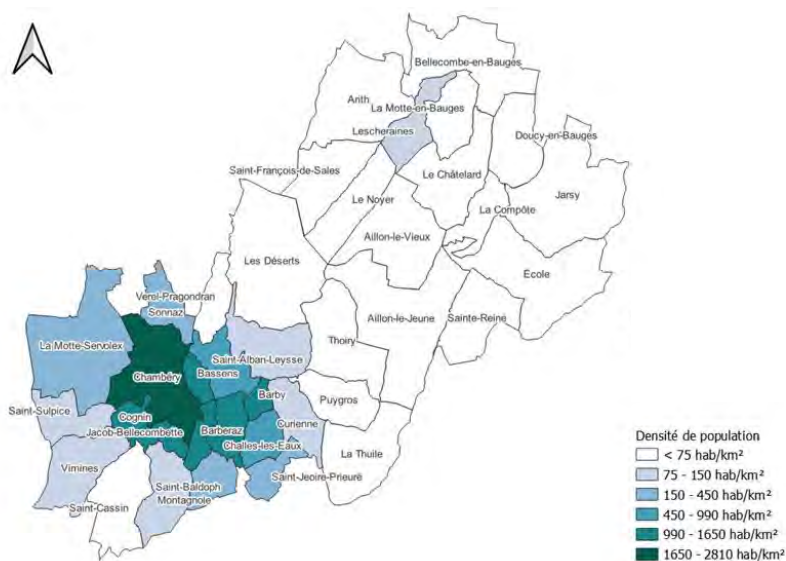 Bellecombe-en-Bauges
Arith
La Motte-en-Bauges
Lescheraines
Doucy-en-Bauges
Saint-François-de-Sales
Le Châtelard
Jarsy
Le Noyer
La Compôte
Aillon-le-Vieux
Les Déserts
École
Verel-Pragondran
Sonnaz
Aillon-le-Jeune
Sainte-Reine
La Motte-Servolex
Thoiry
Saint-Alban-Leysse
Chambéry
Bassens
Barby
Puygros
Saint-Sulpice
Cognin
Curienne
Jacob-Bellecombette
Barberaz
Challes-les-Eaux
La Thuile
Vimines
Saint-Jeoire-Prieuré
Saint-Baldoph
Montagnole
Saint-Cassin
Densité de population
< 75 hab/km²
75 - 150 hab/km²
150 - 450 hab/km²
450 - 990 hab/km²
990 - 1650 hab/km²
1650 - 2810 hab/km²